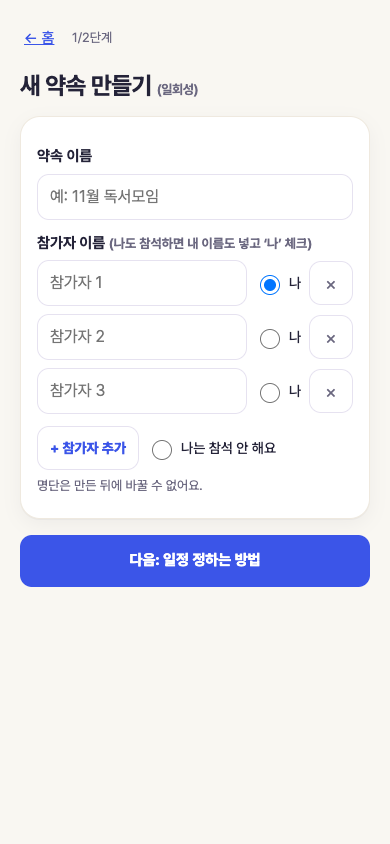 ← 홈 1/2단계
새 약속 만들기 (일회성)
약속 이름
예: 11월 독서모임
참가자 이름 (나도 참석하면 내 이름도 넣고 ‘나’ 체크)
참가자 1 나 ×
참가자 2 나 ×
참가자 3 나 ×
+ 참가자 추가 나는 참석 안 해요
명단은 만든 뒤에 바꿀 수 없어요.
다음: 일정 정하는 방법